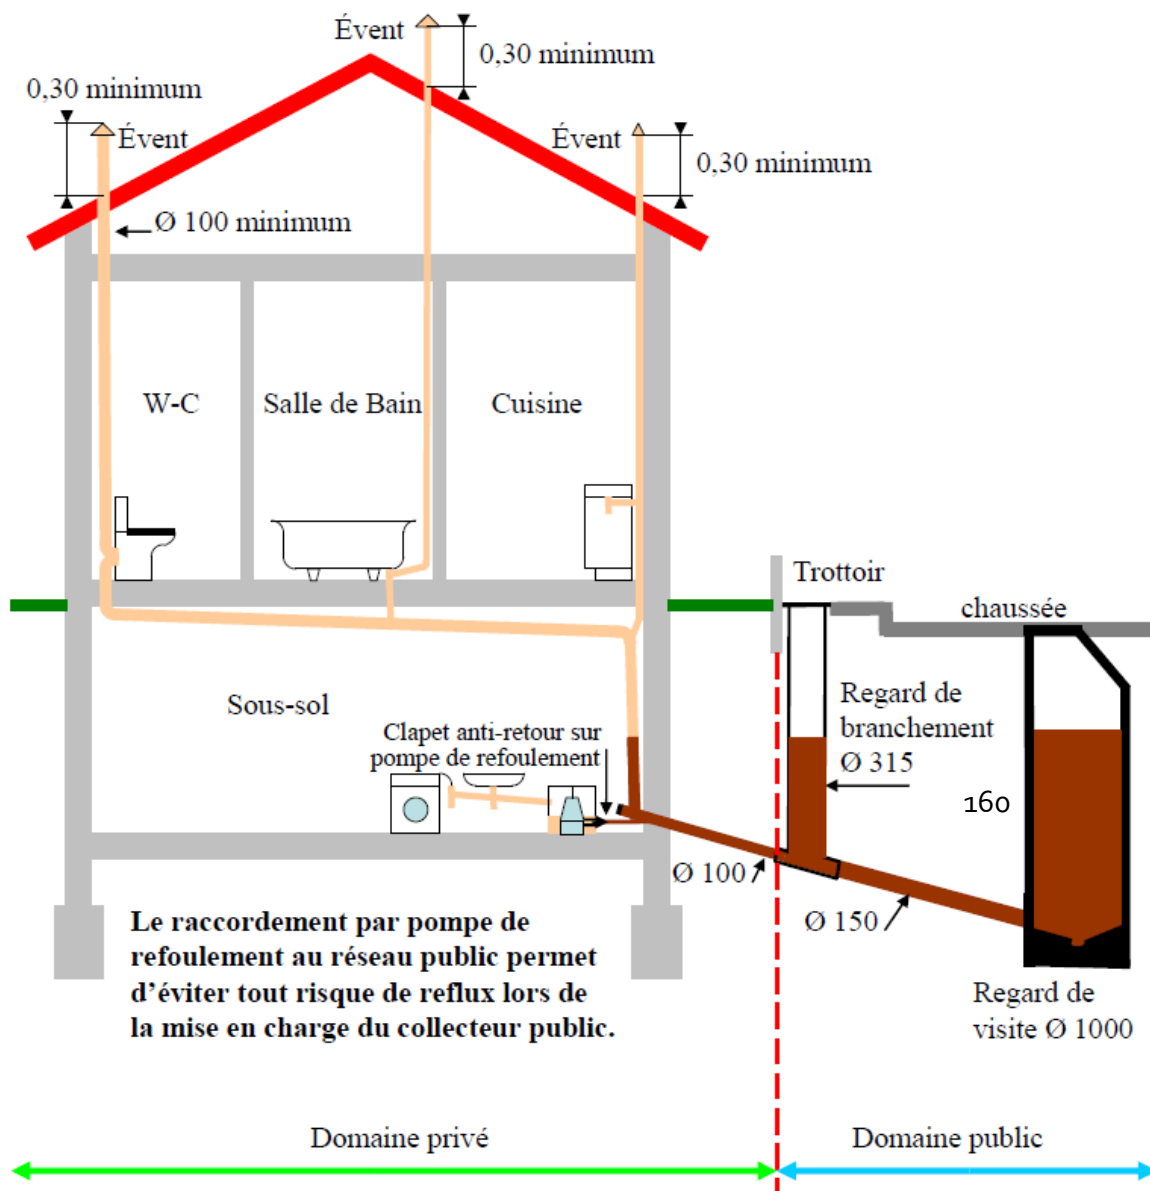 Évent
0,30 minimum
0,30 minimum
Évent
Évent
0,30 minimum
Ø 100 minimum
W-C
Salle de Bain
Cuisine
Trottoir
chaussée
Sous-sol
Clapet anti-retour sur
pompe de refoulement
Regard de
branchement
Ø 315
160
Ø 100
Ø 150
Le raccordement par pompe de
refoulement au réseau public permet
d’éviter tout risque de reflux lors de
la mise en charge du collecteur public.
Regard de
visite Ø 1000
Domaine privé
Domaine public